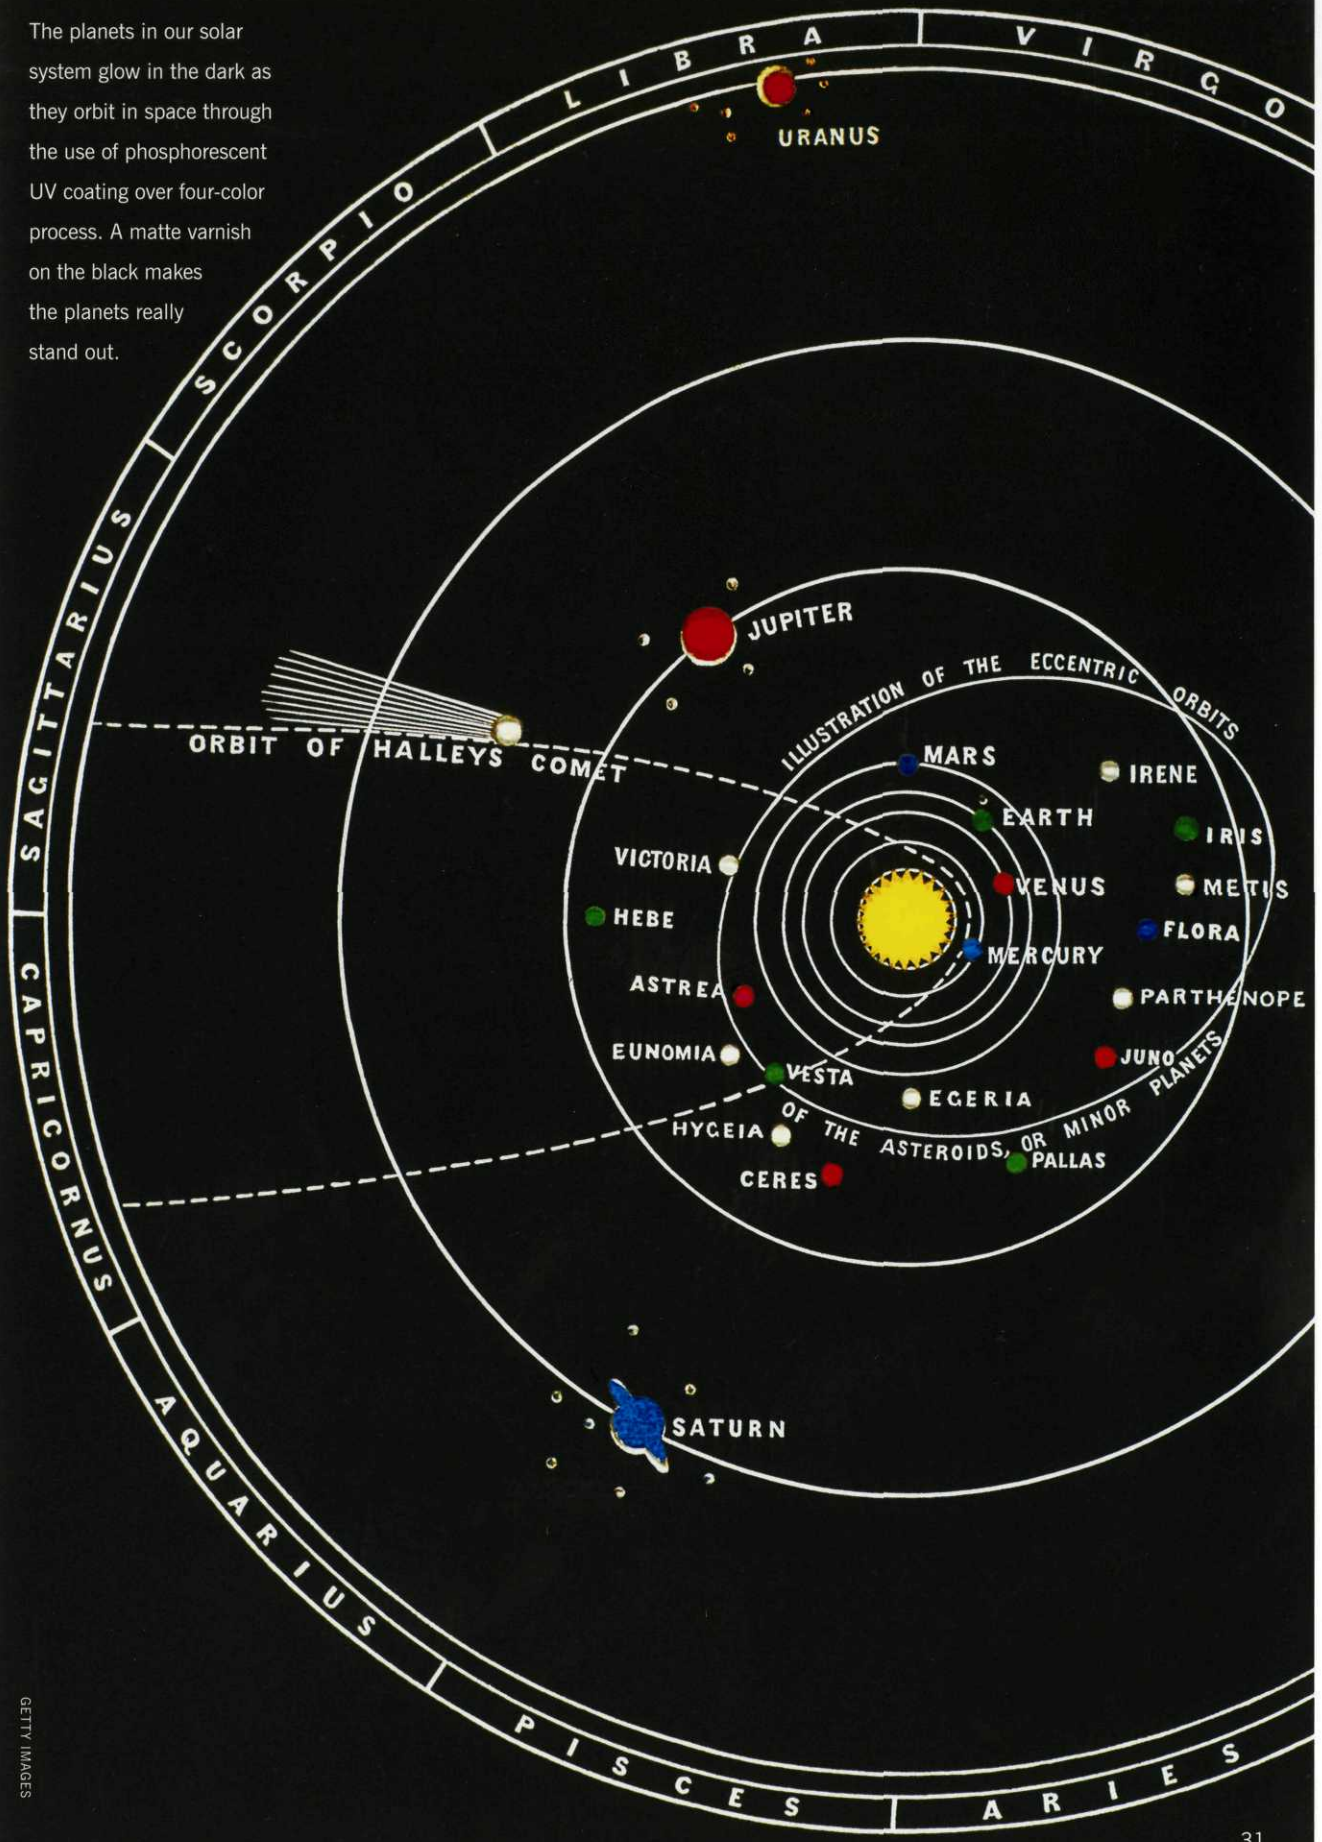 The planets in our solar
system glow in the dark as
they orbit in space through
the use of phosphorescent
UV coating over four-color
process. A matte varnish
on the black makes
the planets really
stand out.
LIBRA
VIRGO
URANUS
SCORPIO
SAGITTARIUS
JUPITER
ILLUSTRATION OF THE ECCENTRIC ORBITS
ORBIT OF HALLEYS COMET
MARS
IRENE
EARTH
IRIS
VICTORIA
VENUS
METIS
HEBE
FLORA
MERCURY
ASTREA
PARTHENOPE
EUNOMIA
JUNO
VESTA
EGERIA
OF THE ASTEROIDS, OR MINOR PLANETS
HYGEIA
PALLAS
CERES
CAPRICORNUS
SATURN
AQUARIUS
PISCES
ARIES
GETTY IMAGES
31